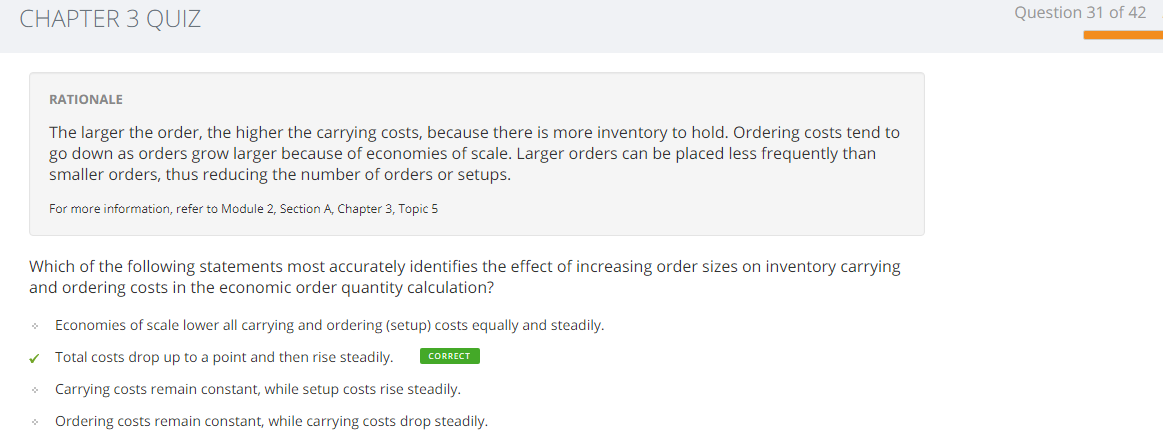 CHAPTER 3 QUIZ
Question 31 of 42
RATIONALE
The larger the order, the higher the carrying costs, because there is more inventory to hold. Ordering costs tend to
go down as orders grow larger because of economies of scale. Larger orders can be placed less frequently than
smaller orders, thus reducing the number of orders or setups.
For more information, refer to Module 2, Section A, Chapter 3, Topic 5
Which of the following statements most accurately identifies the effect of increasing order sizes on inventory carrying
and ordering costs in the economic order quantity calculation?
Economies of scale lower all carrying and ordering (setup) costs equally and steadily.
Total costs drop up to a point and then rise steadily. CORRECT
Carrying costs remain constant, while setup costs rise steadily.
Ordering costs remain constant, while carrying costs drop steadily.